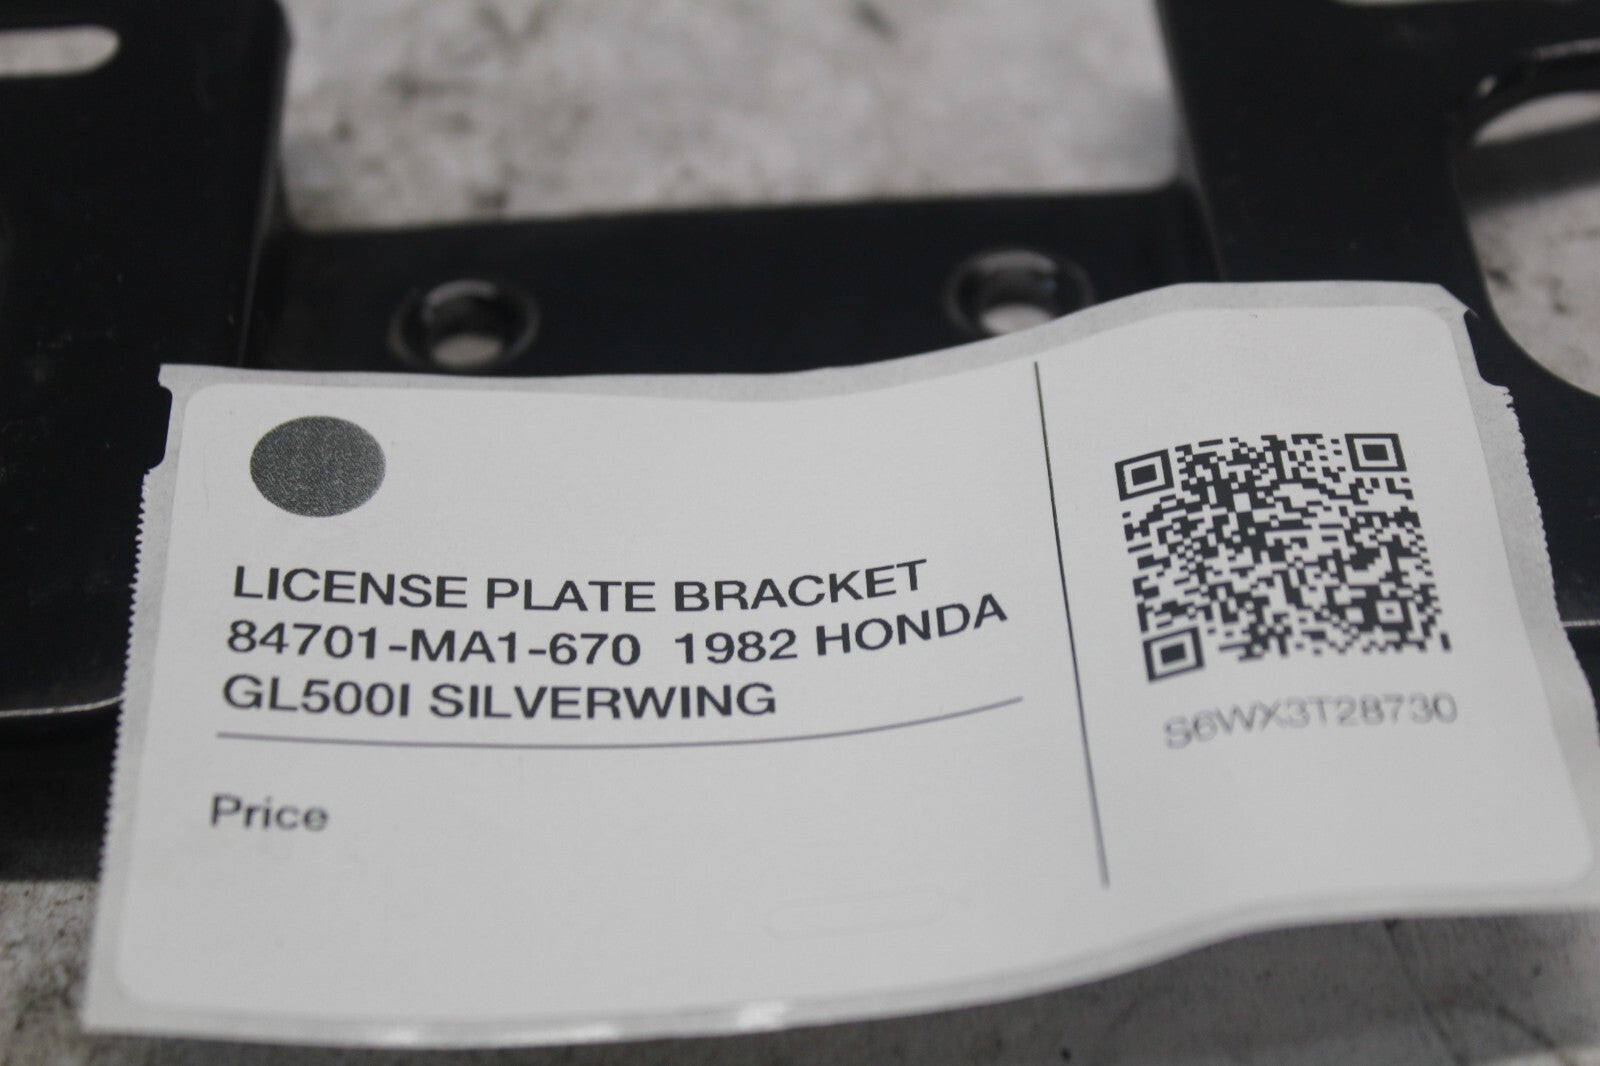 LICENSE PLATE BRACKET
84701-MA1-670 1982 HONDA
GL500I SILVERWING
Price
S6WX3T28730